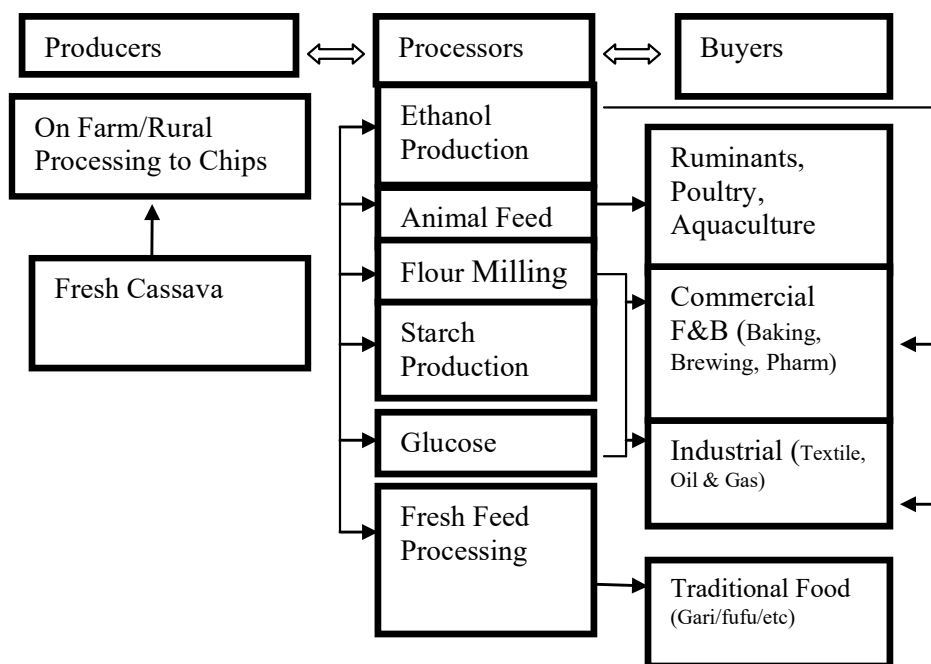 Producers
Processors
Buyers
On Farm/Rural
Processing to Chips
Fresh Cassava
Ethanol
Production
Animal Feed
Flour Milling
Starch
Production
Glucose
Fresh Feed
Processing
Ruminants,
Poultry,
Aquaculture
Commercial
F&B (Baking,
Brewing, Pharm)
Industrial (Textile,
Oil & Gas)
Traditional Food
(Gari/fufu/etc)